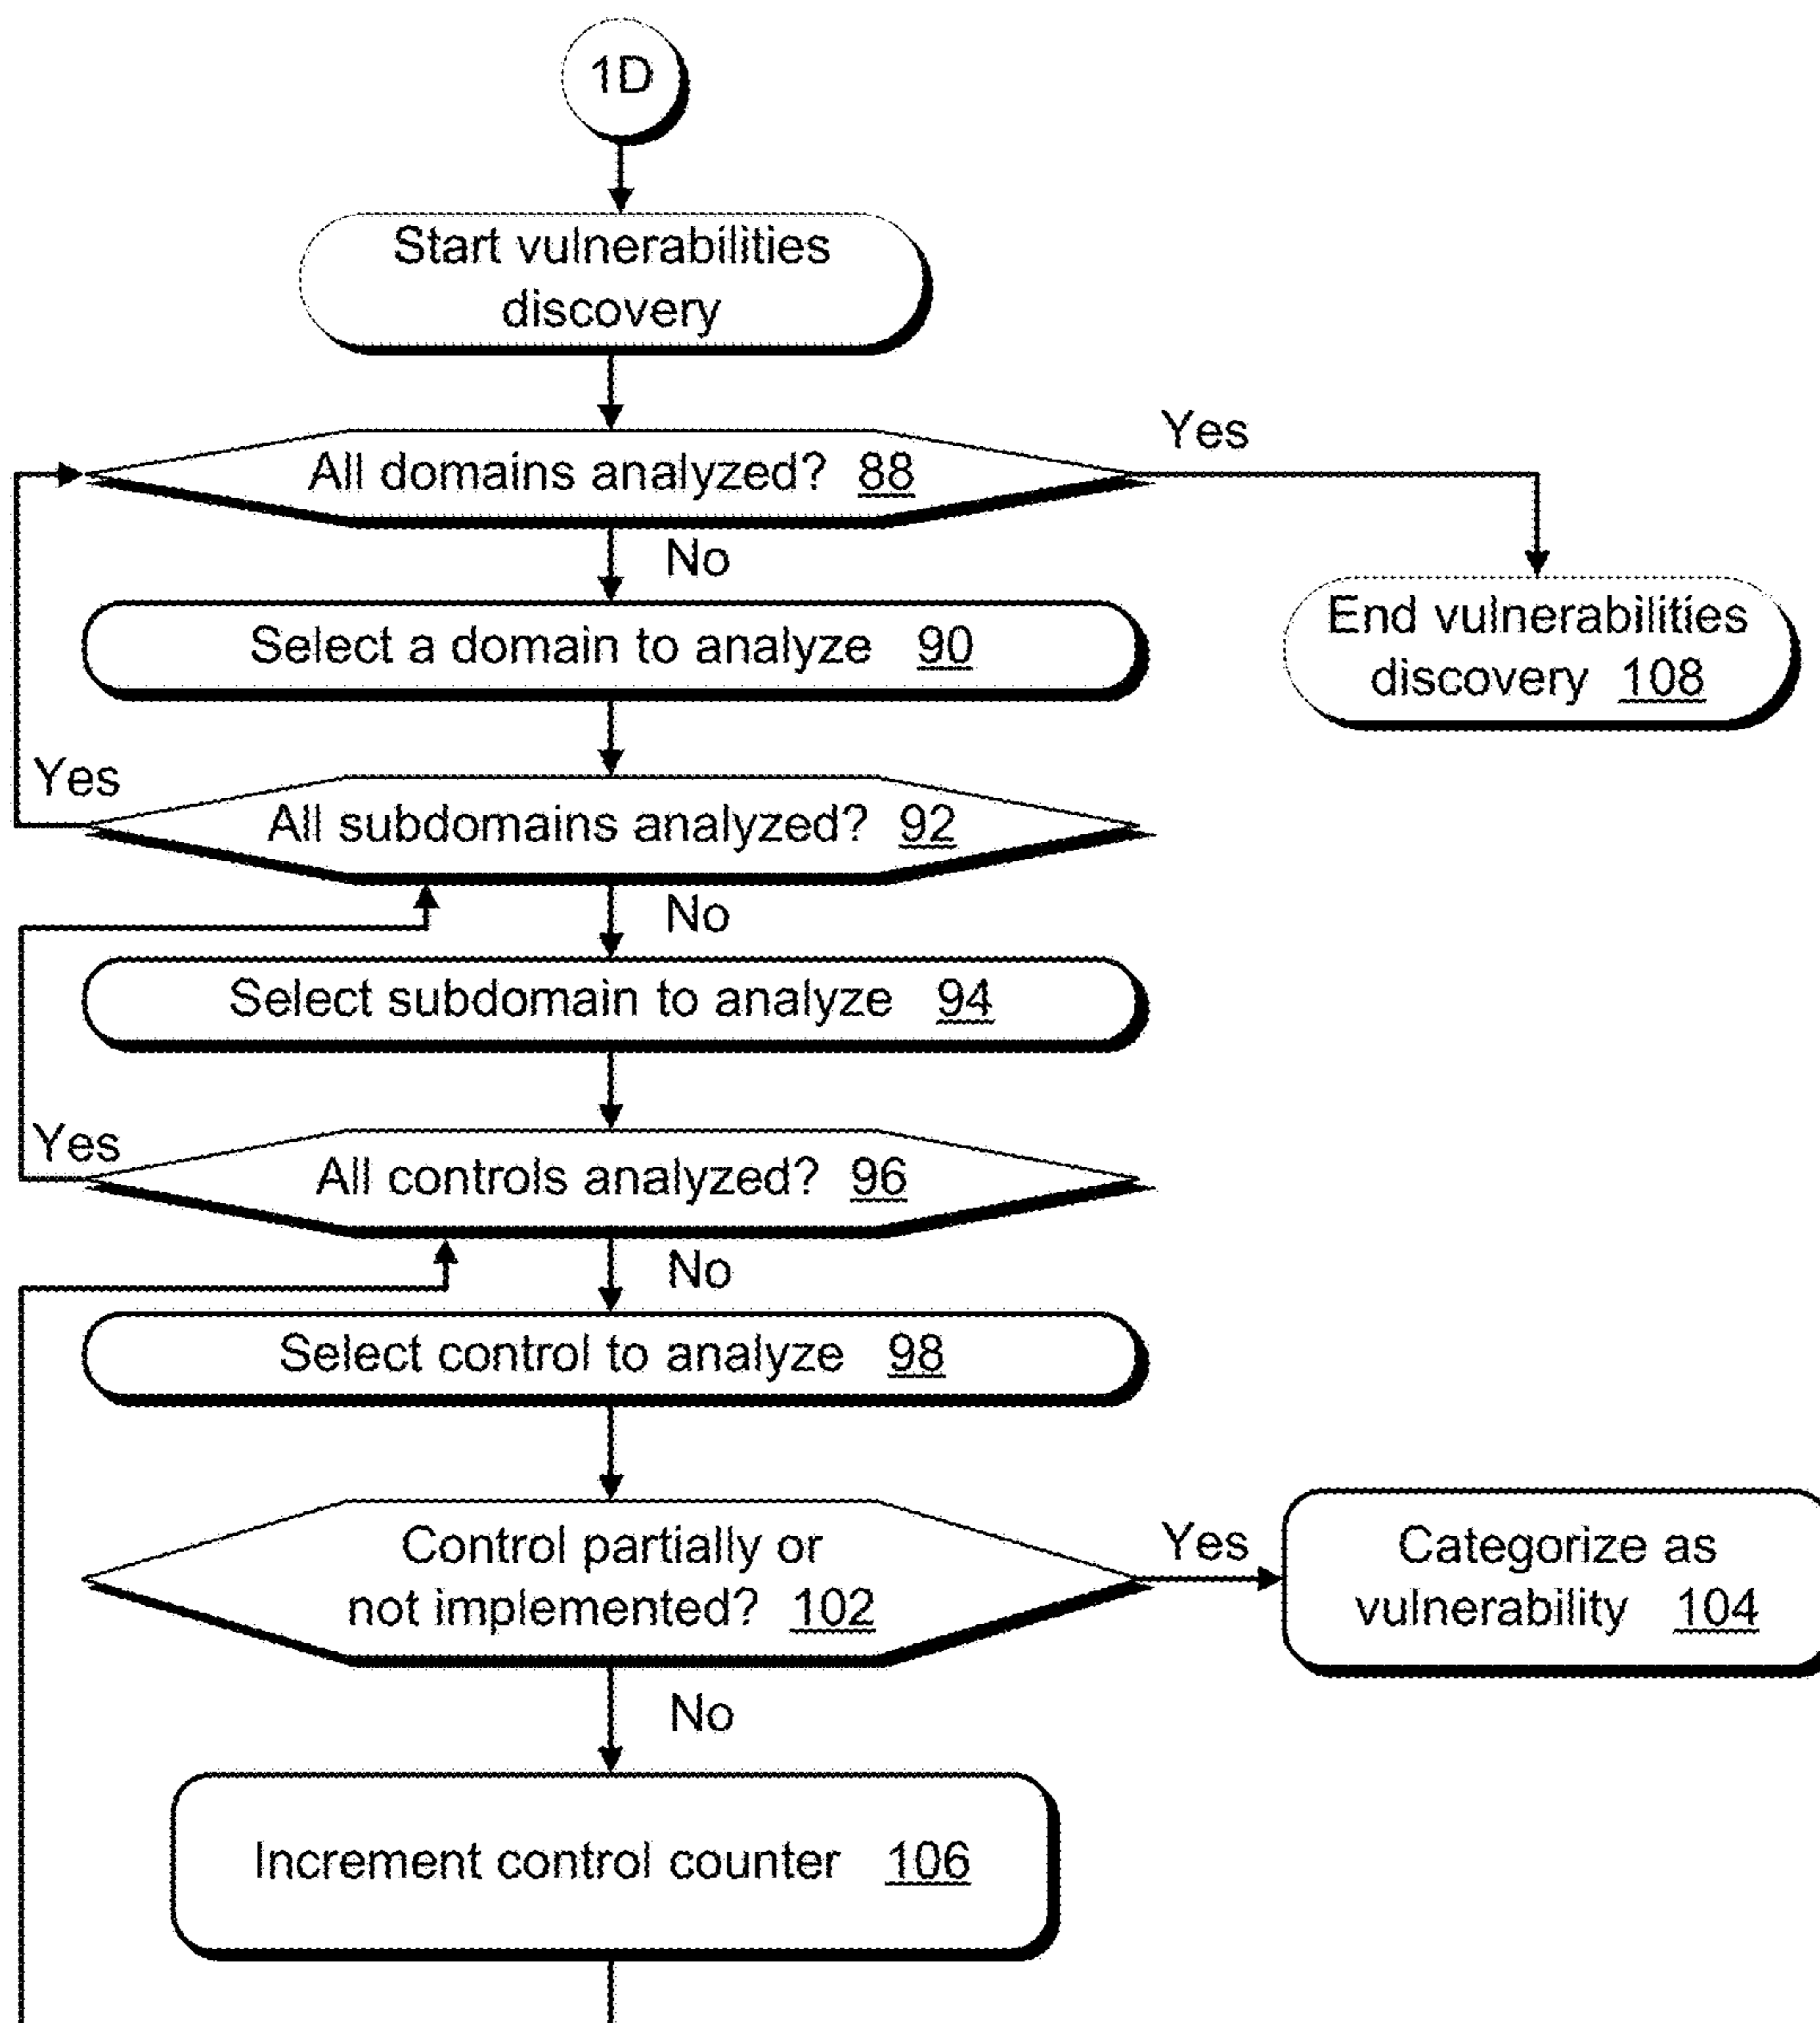 1D
Start vulnerabilities
discovery
Yes
All domains analyzed? 88
No
Select a domain to analyze 90
End vulnerabilities
discovery 108
Yes
All subdomains analyzed? 92
No
Select subdomain to analyze 94
Yes
All controls analyzed? 96
No
Select control to analyze 98
Control partially or
not implemented? 102
Yes
Categorize as
vulnerability 104
No
Increment control counter 106